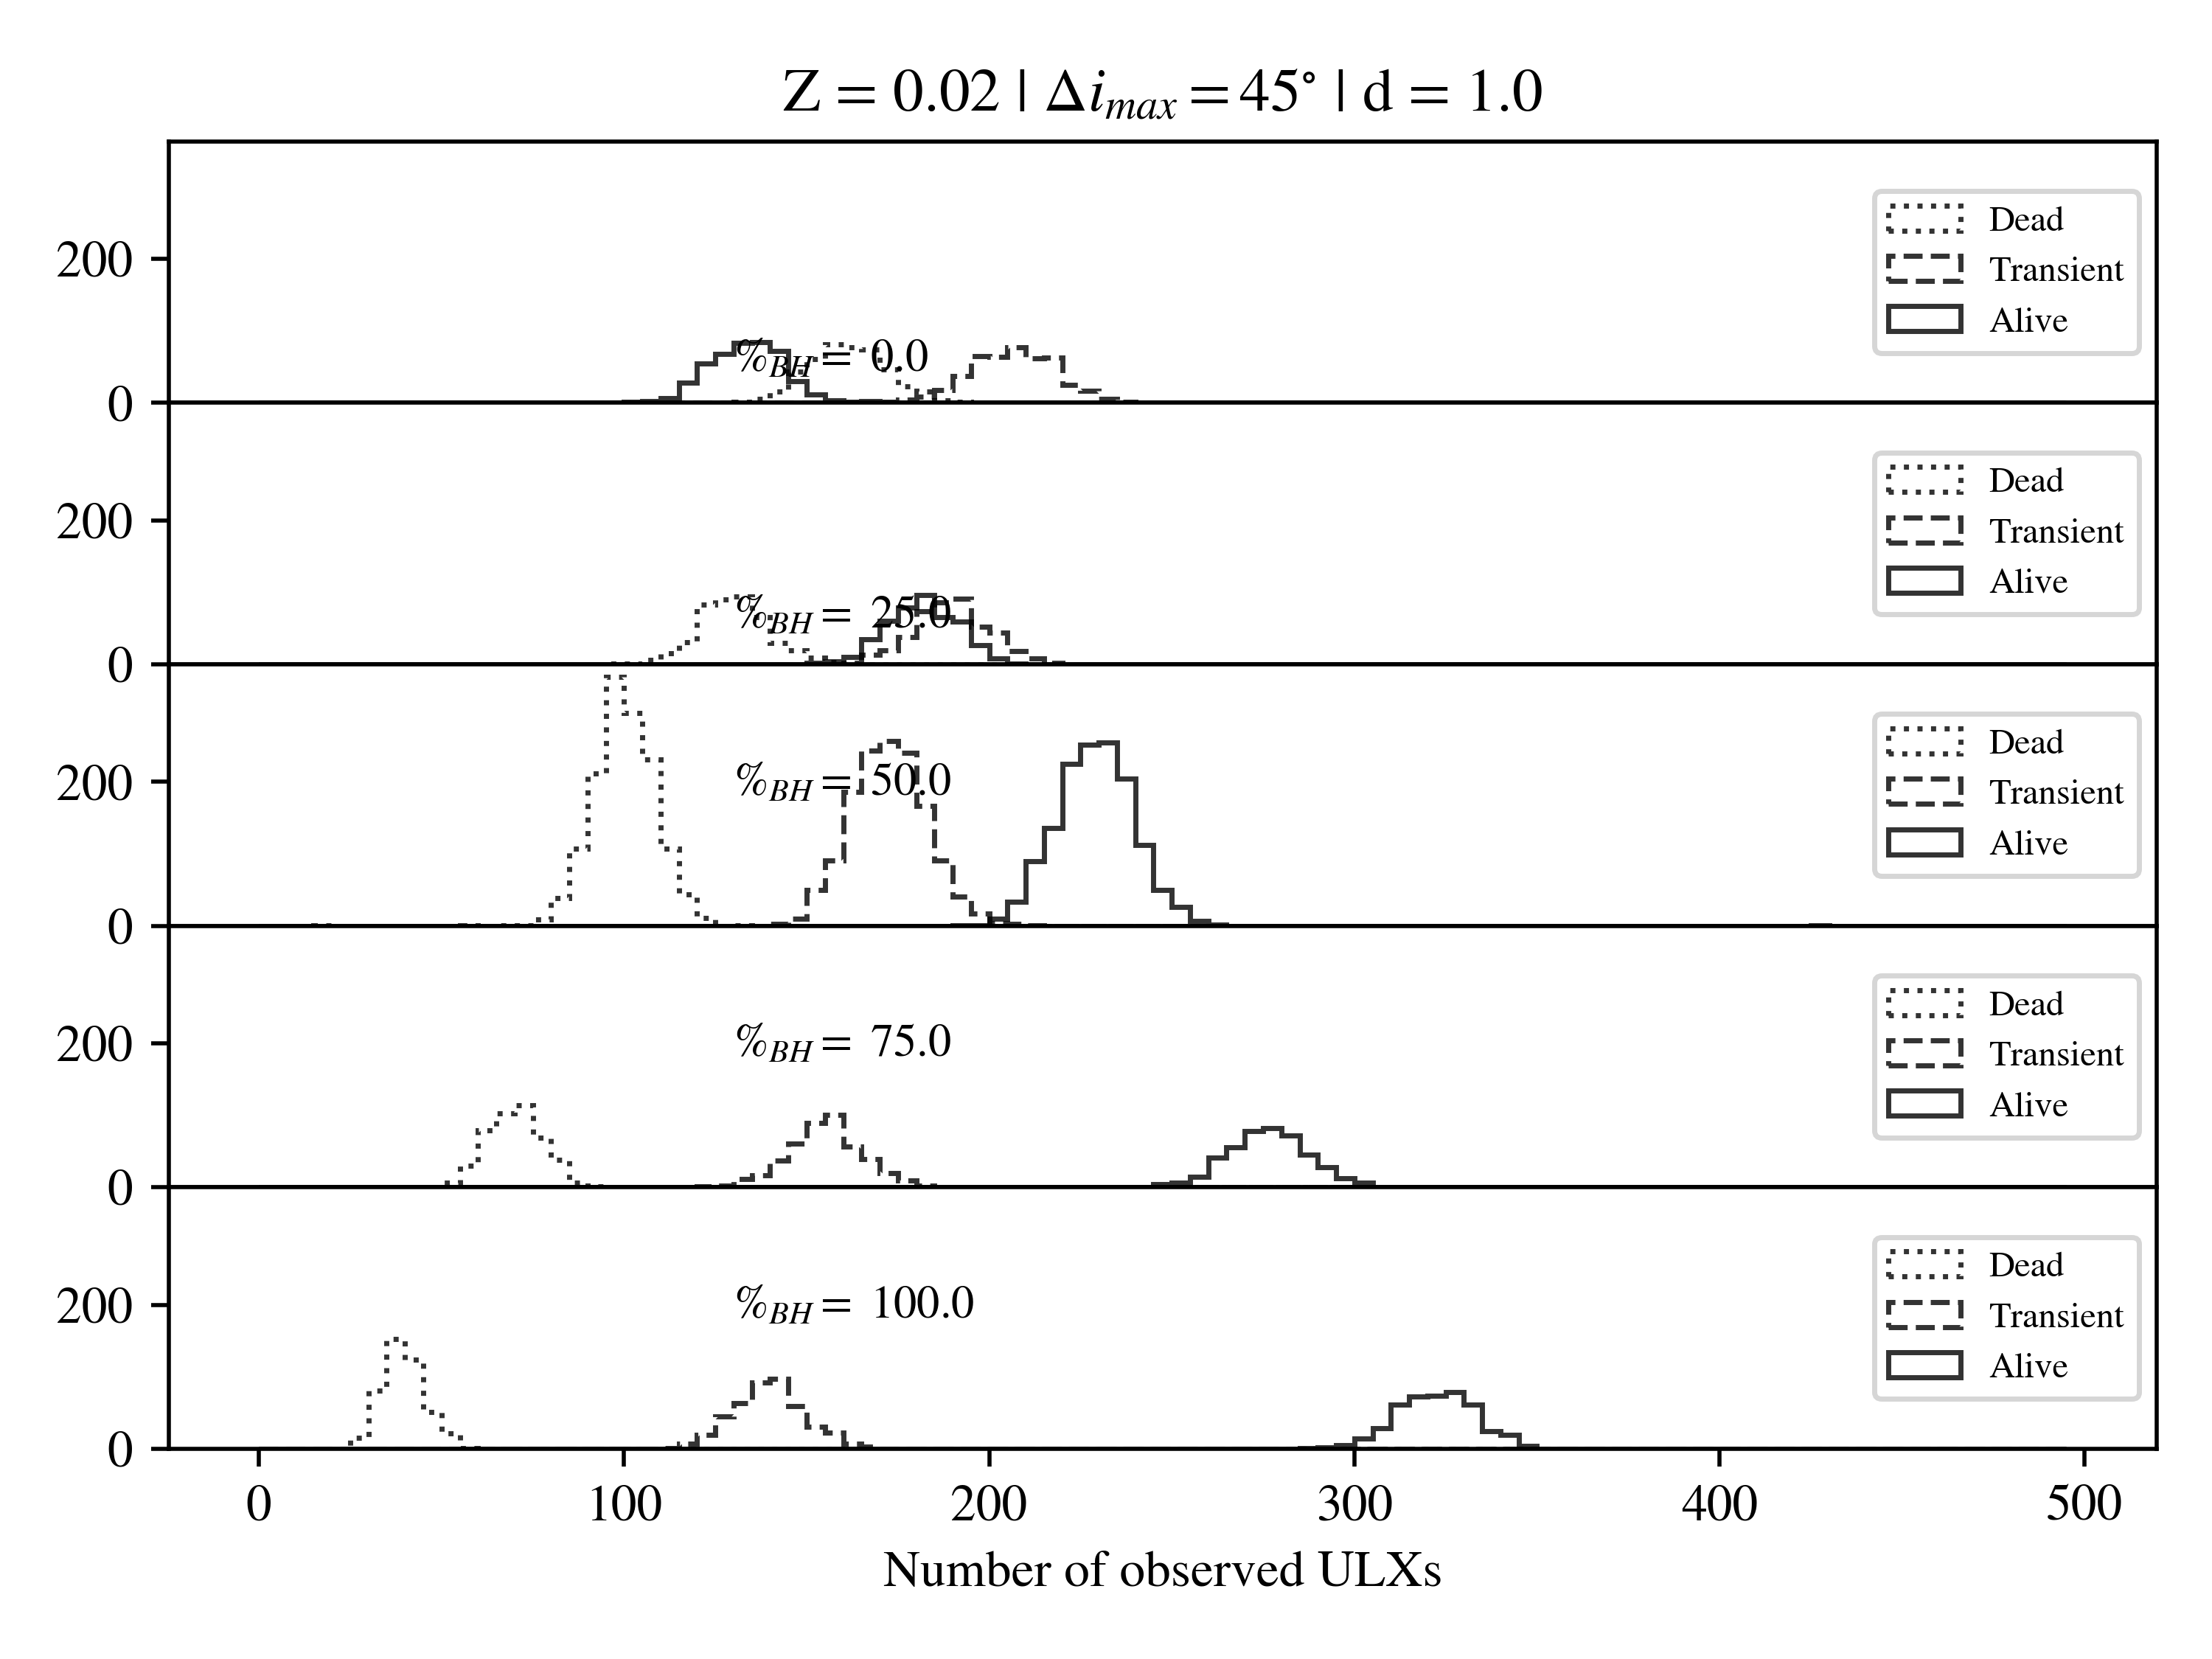 Z = 0.02 | Δi_max = 45° | d = 1.0
200
0
%_BH = 0.0
Dead
Transient
Alive
200
0
%_BH = 25.0
Dead
Transient
Alive
200
0
%_BH = 50.0
Dead
Transient
Alive
200
0
%_BH = 75.0
Dead
Transient
Alive
200
0
%_BH = 100.0
Dead
Transient
Alive
0 100 200 300 400 500
Number of observed ULXs